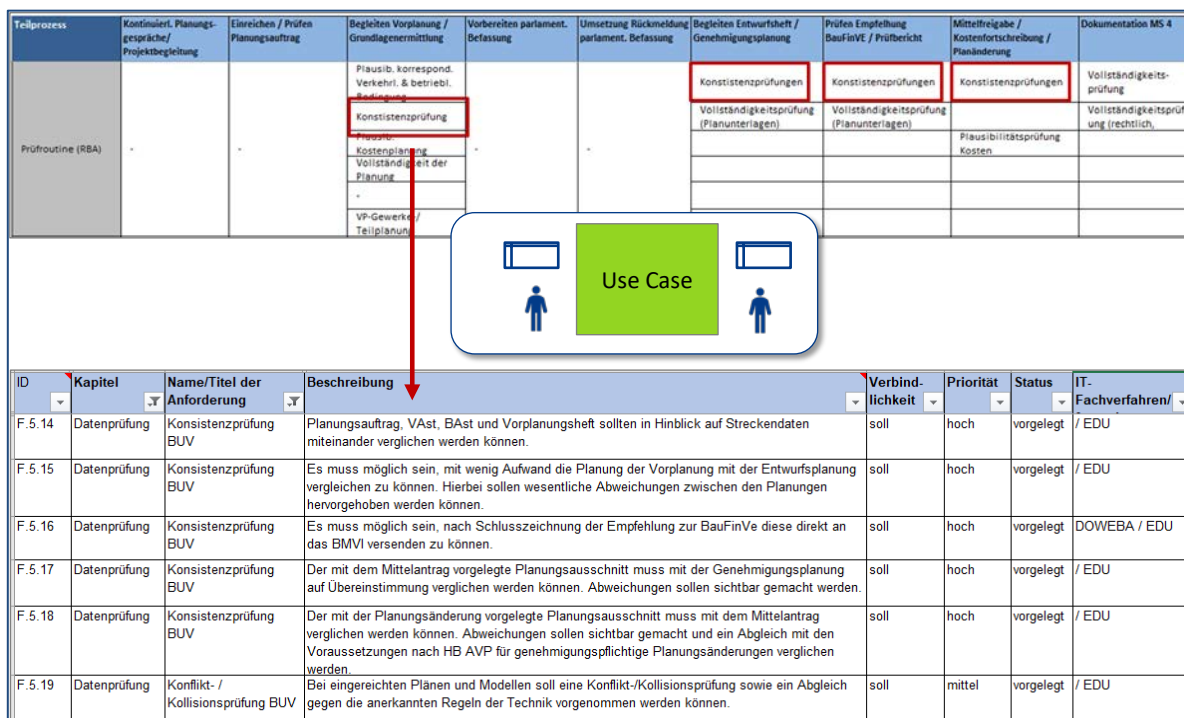 Teilprozess
Kontinuierl. Planungs-
gespräche/
Projektbegleitung
Einreichen / Prüfen
Planungsauftrag
Begleiten Vorplanung /
Grundlagenermittlung
Vorbereiten parlament.
Befassung
Umsetzung Rückmeldung
parlament. Befassung
Begleiten Entwurfsheft /
Genehmigungsplanung
Prüfen Empfelhung
BauFinVE / Prüfbericht
Mittelfreigabe /
Kostenfortschreibung /
Planänderung
Dokumentation MS 4
Prüfroutine (RBA)
-
-
Plausib. korrespond.
Verkehrl. & betriebl.
Bedingung
Konstistenzprüfung
Plausib.
Kostenplanung
Vollständigkeit der
Planung
-
VP-Gewerke /
Teilplanung
-
-
Konstistenzprüfungen
Vollständigkeitsprüfung
(Planunterlagen)
Konstistenzprüfungen
Vollständigkeitsprüfung
(Planunterlagen)
Konstistenzprüfungen
Plausibilitätsprüfung
Kosten
Vollständigkeits-
prüfung
Vollständigkeitsprüf
ung (rechtlich,
Use Case
ID
Kapitel
Name/Titel der
Anforderung
Beschreibung
Verbind-
lichkeit
Priorität
Status
IT-
Fachverfahren/
F.5.14
Datenprüfung
Konsistenzprüfung
BUV
Planungsauftrag, VAst, BAst und Vorplanungsheft sollten in Hinblick auf Streckendaten
miteinander verglichen werden können.
soll
hoch
vorgelegt
/ EDU
F.5.15
Datenprüfung
Konsistenzprüfung
BUV
Es muss möglich sein, mit wenig Aufwand die Planung der Vorplanung mit der Entwurfsplanung
vergleichen zu können. Hierbei sollen wesentliche Abweichungen zwischen den Planungen
hervorgehoben werden können.
soll
hoch
vorgelegt
/ EDU
F.5.16
Datenprüfung
Konsistenzprüfung
BUV
Es muss möglich sein, nach Schlusszeichnung der Empfehlung zur BauFinVe diese direkt an
das BMVI versenden zu können.
soll
hoch
vorgelegt
DOWEBA / EDU
F.5.17
Datenprüfung
Konsistenzprüfung
BUV
Der mit dem Mittelantrag vorgelegte Planungsausschnitt muss mit der Genehmigungsplanung
auf Übereinstimmung verglichen werden können. Abweichungen sollen sichtbar gemacht werden.
soll
hoch
vorgelegt
/ EDU
F.5.18
Datenprüfung
Konsistenzprüfung
BUV
Der mit der Planungsänderung vorgelegte Planungsausschnitt muss mit dem Mittelantrag
verglichen werden können. Abweichungen sollen sichtbar gemacht und ein Abgleich mit den
Voraussetzungen nach HB AVP für genehmigungspflichtige Planungsänderungen verglichen
werden.
soll
hoch
vorgelegt
/ EDU
F.5.19
Datenprüfung
Konflikt- /
Kollisionsprüfung BUV
Bei eingereichten Plänen und Modellen soll eine Konflikt-/Kollisionsprüfung sowie ein Abgleich
gegen die anerkannten Regeln der Technik vorgenommen werden können.
soll
mittel
vorgelegt
/ EDU